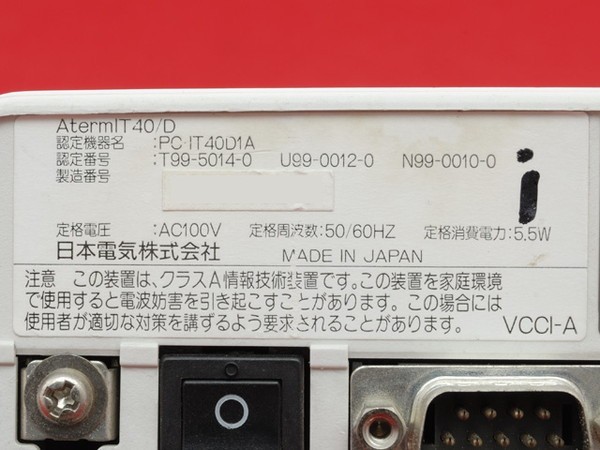 AtermIT40/D
認定機器名 :PC-IT40D1A
認定番号 :T99-5014-0 U99-0012-0 N99-0010-0
製造番号
i
定格電圧 :AC100V 定格周波数:50/60HZ 定格消費電力:5.5W
日本電気株式会社 MADE IN JAPAN
注意 この装置は、クラスA情報技術装置です。この装置を家庭環境
で使用すると電波妨害を引き起こすことがあります。この場合には
使用者が適切な対策を講ずるよう要求されることがあります。 VCCI-A